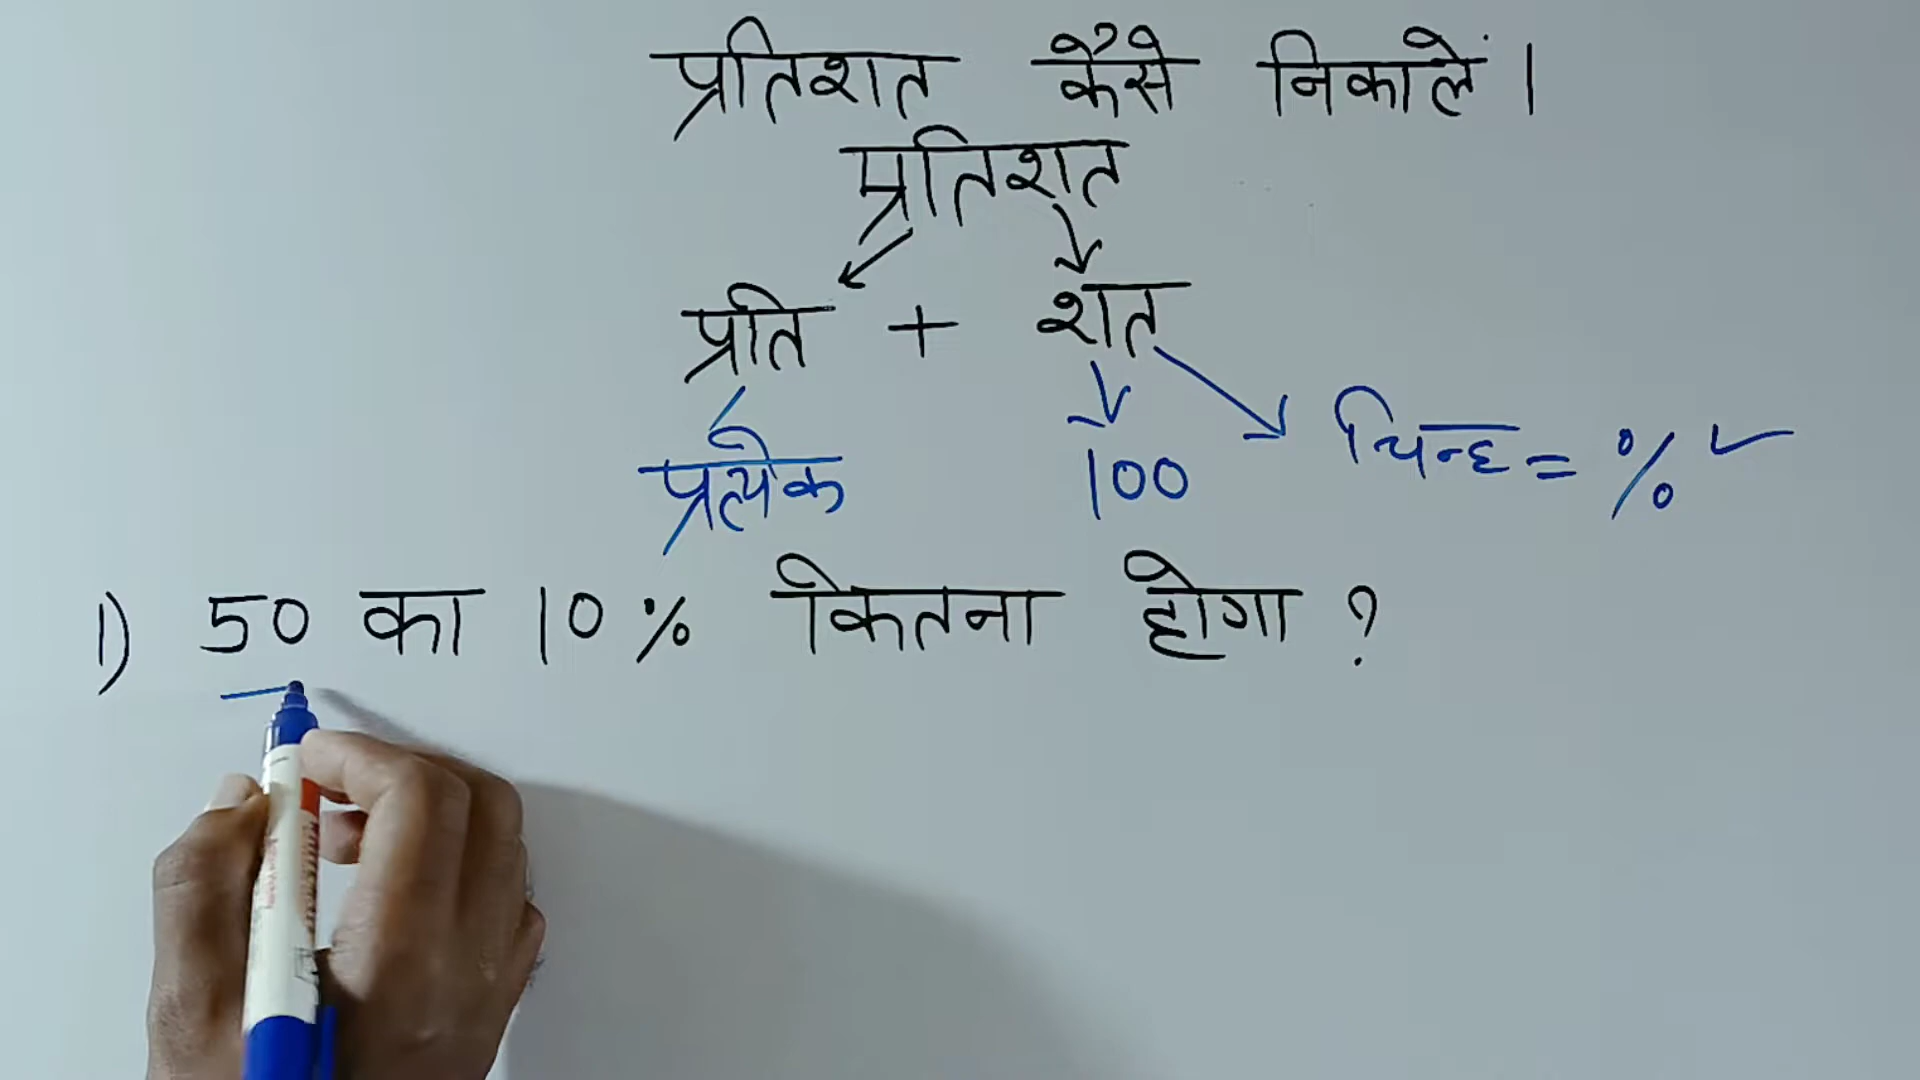 प्रतिशत कैसे निकालें।
प्रतिशत
प्रति + शत
प्रत्येक 100 चिन्ह = %
1) 50 का 10% कितना होगा ?